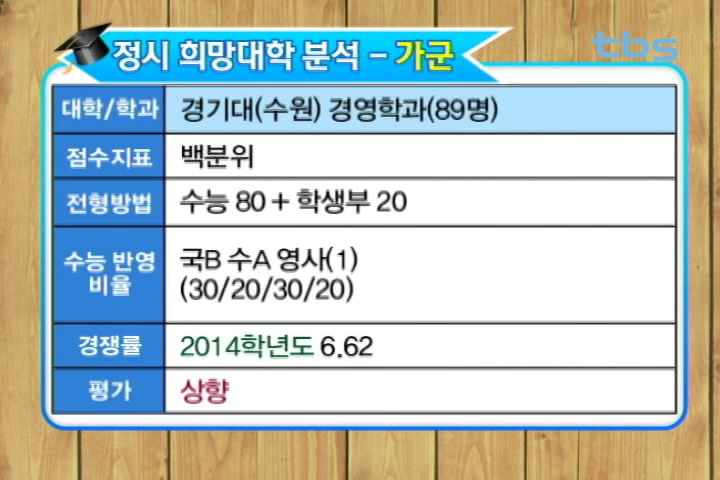 정시 희망대학 분석 - 가군
tbs
대학/학과 경기대(수원) 경영학과(89명)
점수지표 백분위
전형방법 수능 80 + 학생부 20
수능 반영 비율 국B 수A 영사(1)
(30/20/30/20)
경쟁률 2014학년도 6.62
평가 상향